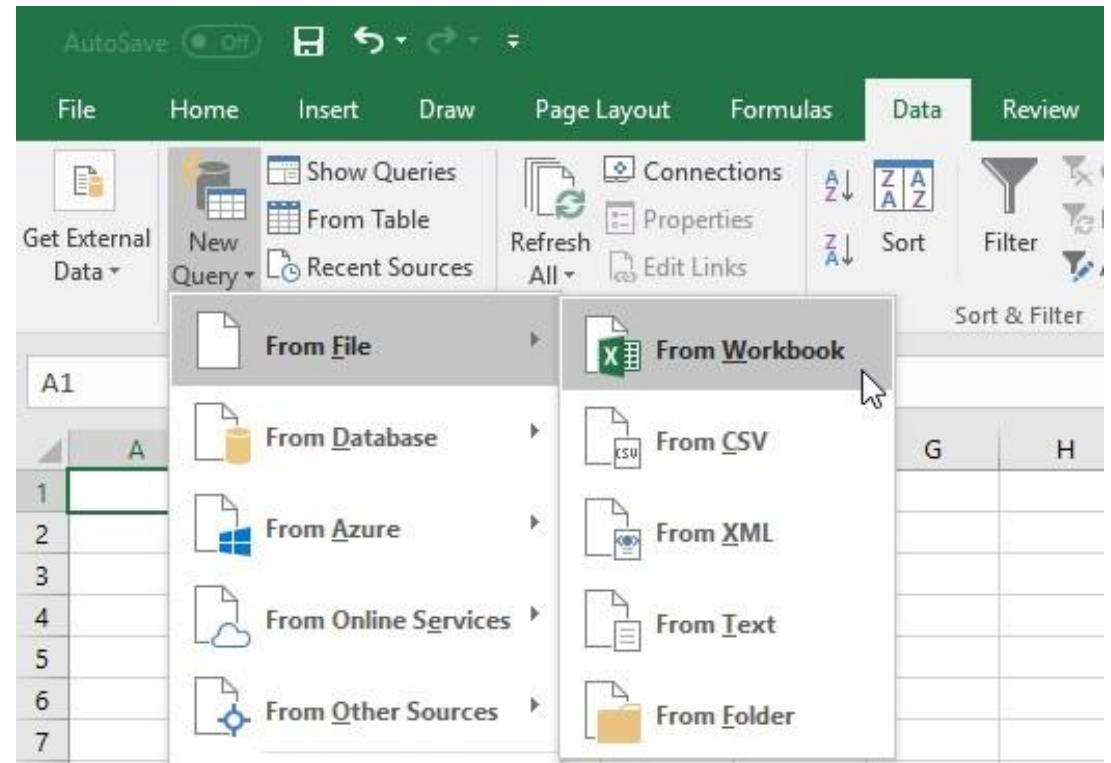 AutoSave Off
File Home Insert Draw Page Layout Formulas Data Review
Get External Data
New Query
Show Queries
From Table
Recent Sources
Refresh All
Connections
Properties
Edit Links
A Z
Z A
Z A
A Z
Sort
Filter
Sort & Filter
A1
From File
From Database
From Azure
From Online Services
From Other Sources
From Workbook
From CSV
CSV
From XML
From Text
From Folder
A G H
1
2
3
4
5
6
7